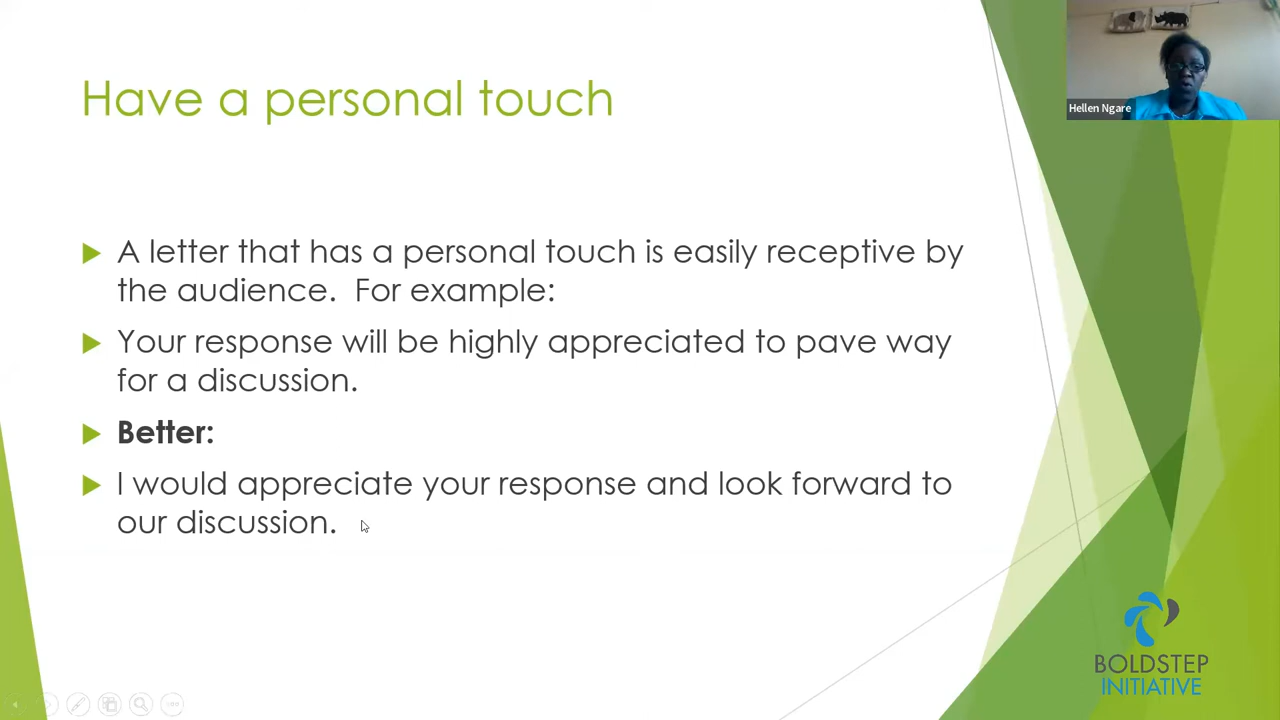 Have a personal touch
Hellen Ngare
A letter that has a personal touch is easily receptive by
the audience.  For example:
Your response will be highly appreciated to pave way
for a discussion.
Better:
I would appreciate your response and look forward to
our discussion.
BOLDSTEP
INITIATIVE